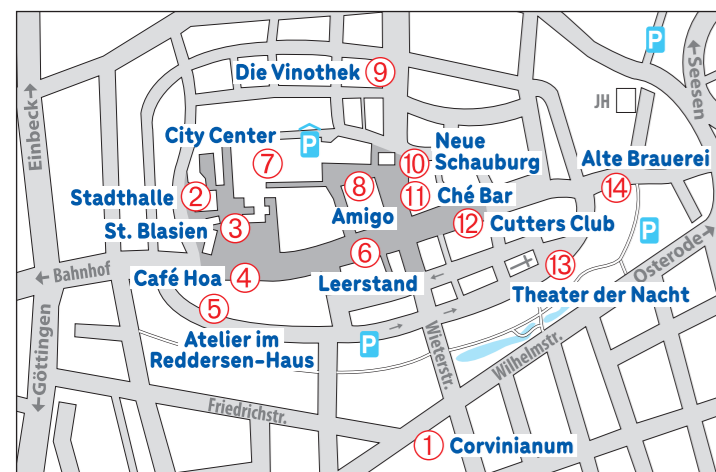 P
Die Vinothek 9
Seesen
JH
Einbeck
City Center
P
7
Neue
Schauburg
10
Alte Brauerei
14
Stadthalle
2
8
Amigo
11 Ché Bar
St. Blasien 3
12 Cutters Club
P
Bahnhof
Café Hoa 4
6
Leerstand
13
Theater der Nacht
Osterode
5
Atelier im
Reddersen-Haus
P
Wieterstr.
Wilhelmstr.
Göttingen
Friedrichstr.
1 Corvinianum